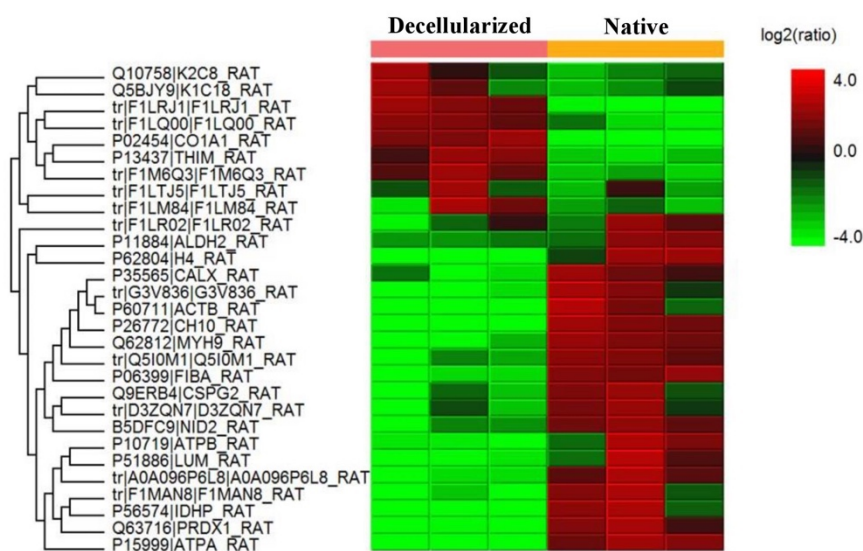 Decellularized Native
log2(ratio)
Q10758|K2C8_RAT
Q5BJY9|K1C18_RAT
tr|F1LRJ1|F1LRJ1_RAT
tr|F1LQ00|F1LQ00_RAT
P02454|CO1A1_RAT
P13437|THIM_RAT
tr|F1M6Q3|F1M6Q3_RAT
tr|F1LTJ5|F1LTJ5_RAT
tr|F1LM84|F1LM84_RAT
tr|F1LR02|F1LR02_RAT
P11884|ALDH2_RAT
P62804|H4_RAT
P35565|CALX_RAT
tr|G3V836|G3V836_RAT
P60711|ACTB_RAT
P26772|CH10_RAT
Q62812|MYH9_RAT
tr|Q5I0M1|Q5I0M1_RAT
P06399|FIBA_RAT
Q9ERB4|CSPG2_RAT
tr|D3ZQN7|D3ZQN7_RAT
B5DFC9|NID2_RAT
P10719|ATPB_RAT
P51886|LUM_RAT
tr|A0A096P6L8|A0A096P6L8_RAT
tr|F1MAN8|F1MAN8_RAT
P56574|IDHP_RAT
Q63716|PRDX1_RAT
P15999|ATPA_RAT
4.0
0.0
-4.0